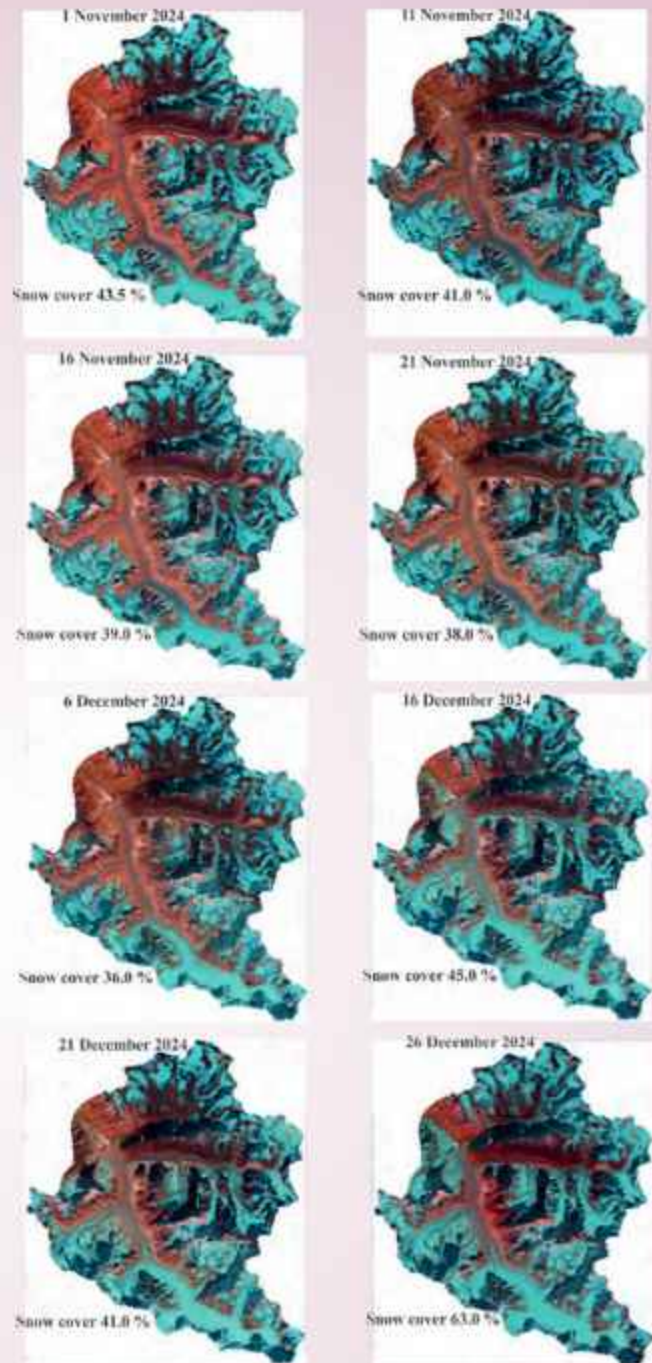 1 November 2024
11 November 2024
Snow cover 43.5 %
Snow cover 41.0 %
16 November 2024
21 November 2024
Snow cover 39.0 %
Snow cover 38.0 %
6 December 2024
16 December 2024
Snow cover 36.0 %
Snow cover 45.0 %
21 December 2024
26 December 2024
Snow cover 41.0 %
Snow cover 63.0 %